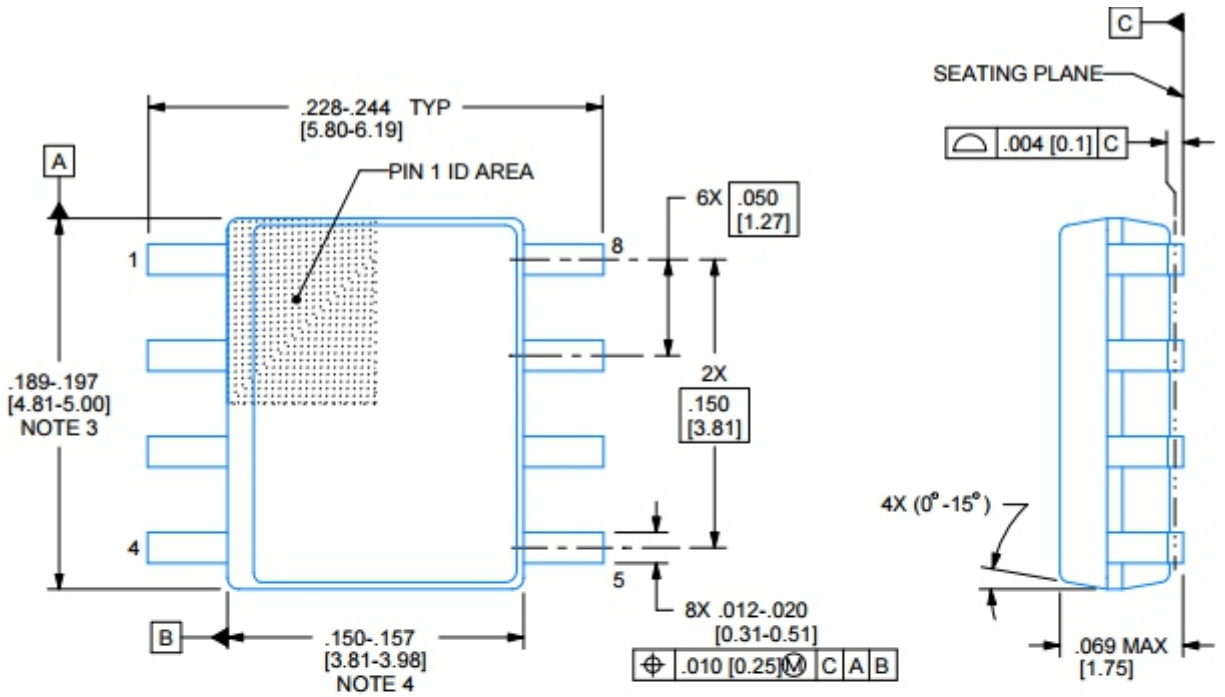 C
SEATING PLANE
.004 [0.1] C
.228-.244 TYP
[5.80-6.19]
A
PIN 1 ID AREA
6X .050
[1.27]
1
8
.189-.197
[4.81-5.00]
NOTE 3
2X
.150
[3.81]
4X (0°-15°)
4
5
B
.150-.157
[3.81-3.98]
NOTE 4
8X .012-.020
[0.31-0.51]
.010 [0.25] Ⓜ C A B
.069 MAX
[1.75]